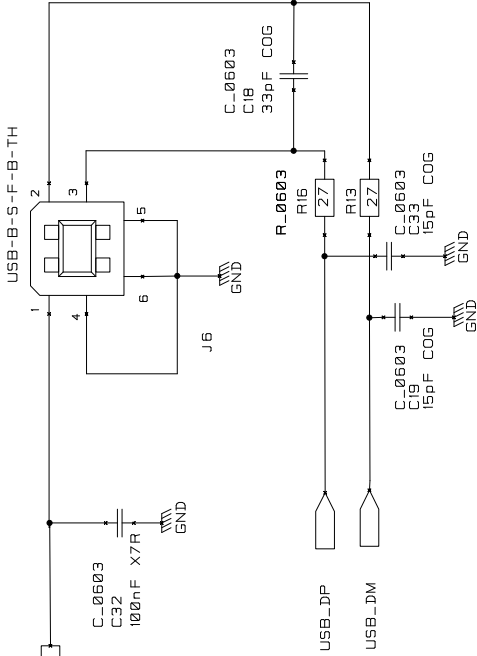 USB-B-S-F-B-TH
2
3
1
4
5
6
J6
GND
C_0603
C18
33pF COG
R_0603
R16
27
R13
27
C_0603
C33
15pF COG
GND
C_0603
C19
15pF COG
GND
C_0603
C32
100nF X7R
GND
USB_DP
USB_DM